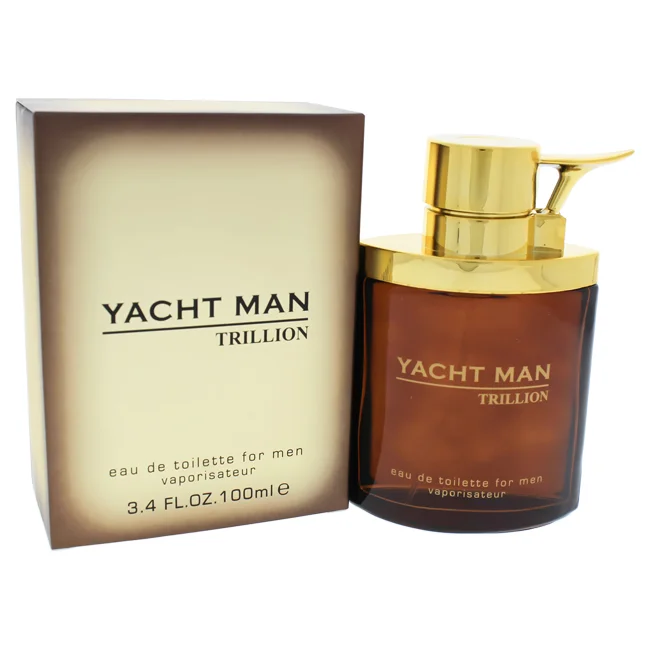 YACHT MAN
TRILLION
eau de toilette for men
vaporisateur
3.4 FL.OZ.100ml℮
YACHT MAN
TRILLION
eau de toilette for men
vaporisateur